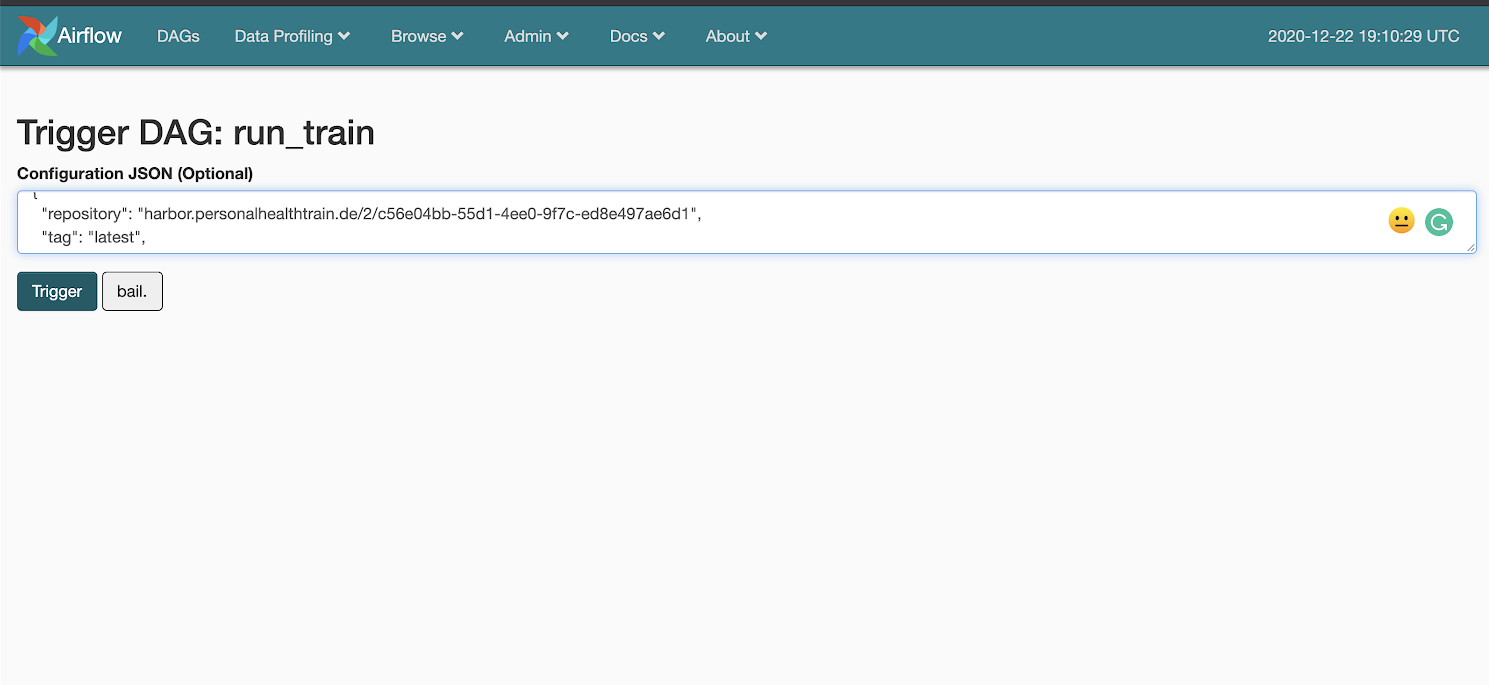 Airflow DAGs Data Profiling Browse Admin Docs About 2020-12-22 19:10:29 UTC
Trigger DAG: run_train
Configuration JSON (Optional)
"repository": "harbor.personalhealthtrain.de/2/c56e04bb-55d1-4ee0-9f7c-ed8e497ae6d1",
"tag": "latest",
Trigger bail.